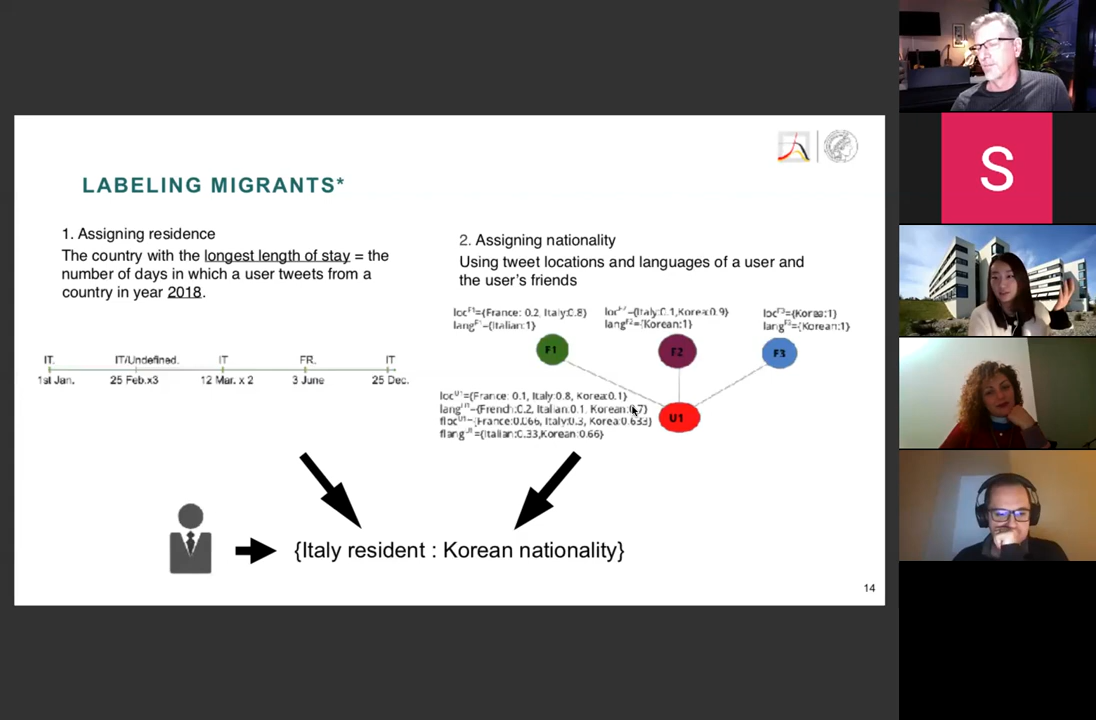 LABELING MIGRANTS*
1. Assigning residence
The country with the longest length of stay = the
number of days in which a user tweets from a
country in year 2018.
IT. IT/Undefined. IT FR. IT
1st Jan. 25 Feb.x3 12 Mar. x 2 3 June 25 Dec.
2. Assigning nationality
Using tweet locations and languages of a user and
the user's friends
loc^F1={France: 0.2, Italy:0.8}
lang^F1={Italian:1}
loc^F2={Italy:0.1,Korea:0.9}
lang^F2={Korean:1}
loc^F3={Korea:1}
lang^F3={Korean:1}
F1 F2 F3
loc^U1={France: 0.1, Italy:0.8, Korea:0.1}
lang^U1={French:0.2, Italian:0.1, Korean:0.7}
floc^U1={France:0.066, Italy:0.3, Korea:0.633}
flang^U1={Italian:0.33,Korean:0.66}
U1
{Italy resident : Korean nationality}
14
S